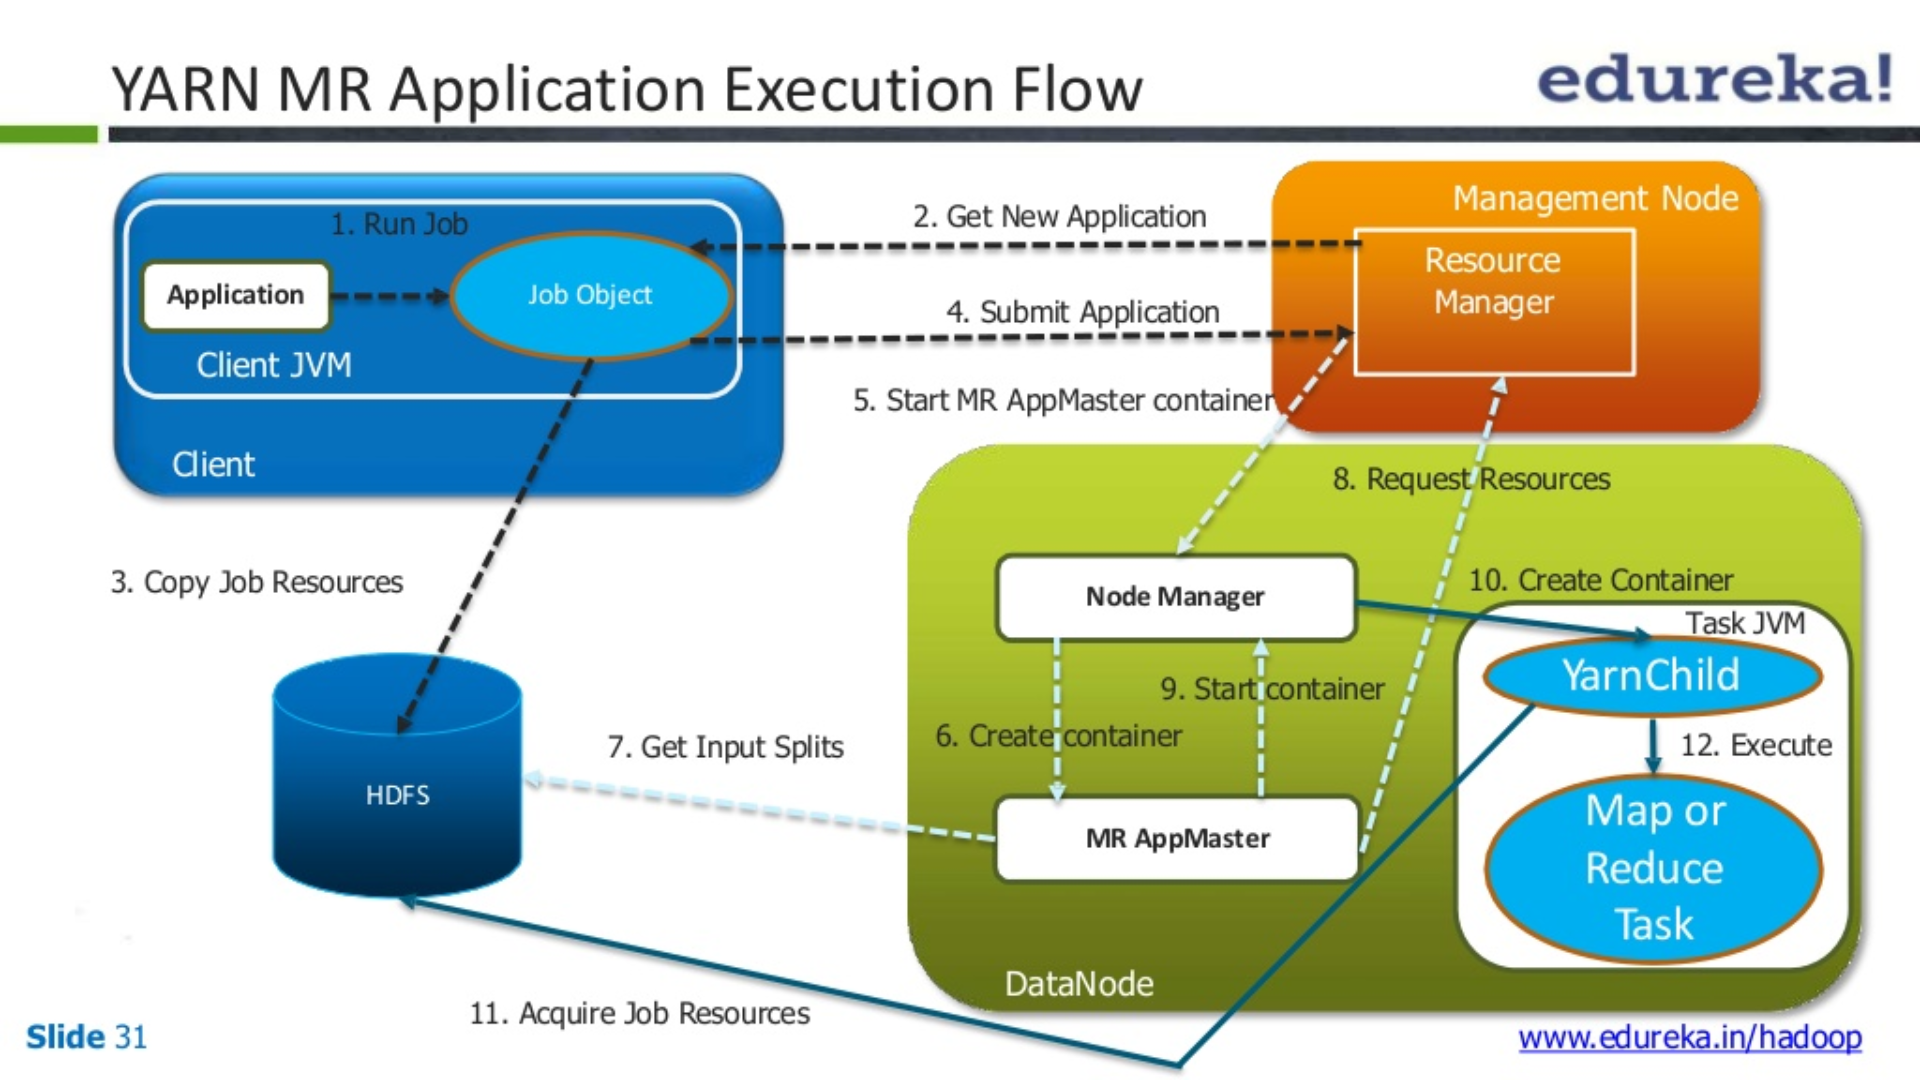 YARN MR Application Execution Flow
edureka!
1. Run Job
Application
Job Object
Client JVM
Client
2. Get New Application
4. Submit Application
5. Start MR AppMaster container
Management Node
Resource
Manager
3. Copy Job Resources
HDFS
7. Get Input Splits
8. Request Resources
Node Manager
10. Create Container
9. Start container
6. Create container
MR AppMaster
Task JVM
YarnChild
12. Execute
Map or
Reduce
Task
DataNode
11. Acquire Job Resources
Slide 31
www.edureka.in/hadoop